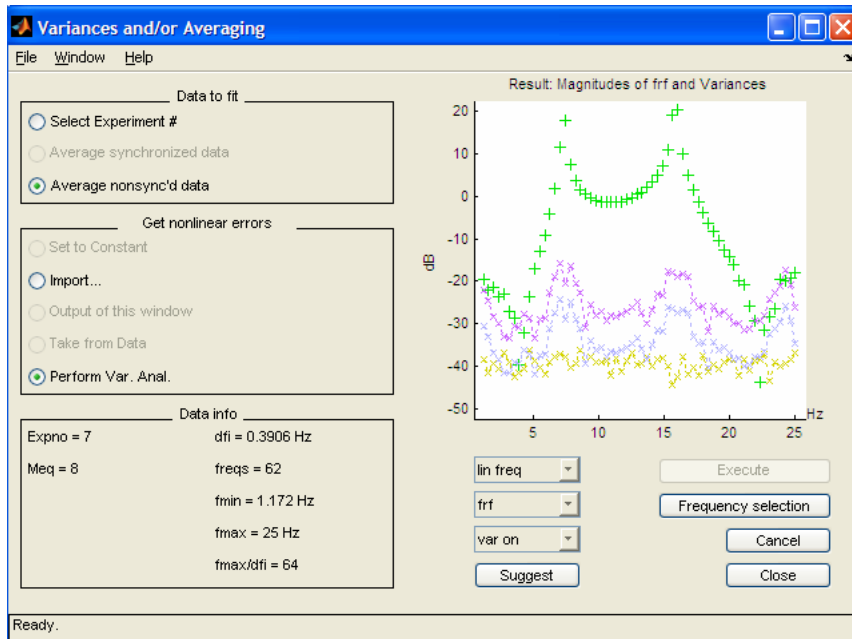 Variances and/or Averaging
File Window Help
Data to fit
Select Experiment #
Average synchronized data
Average nonsync'd data
Get nonlinear errors
Set to Constant
Import...
Output of this window
Take from Data
Perform Var. Anal.
Data info
Expno = 7 dfi = 0.3906 Hz
Meq = 8 freqs = 62
fmin = 1.172 Hz
fmax = 25 Hz
fmax/dfi = 64
Result: Magnitudes of frf and Variances
20
10
0
-10
-20
-30
-40
-50
dB
5 10 15 20 25
Hz
lin freq Execute
frf Frequency selection
var on Cancel
Suggest Close
Ready.